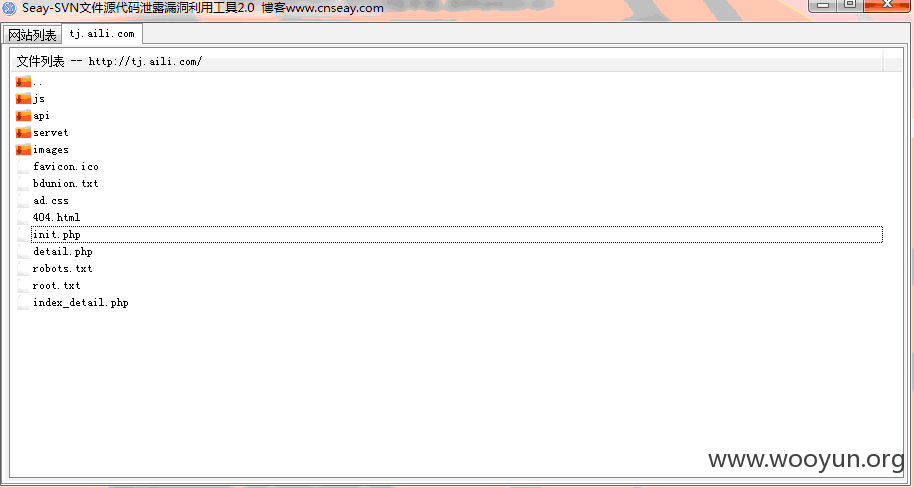 Seay-SVN文件源代码泄露漏洞利用工具2.0 博客www.cnseay.com
网站列表 tj.aili.com
文件列表 -- http://tj.aili.com/
..
js
api
servet
images
favicon.ico
bdunion.txt
ad.css
404.html
init.php
detail.php
robots.txt
root.txt
index_detail.php
www.wooyun.org